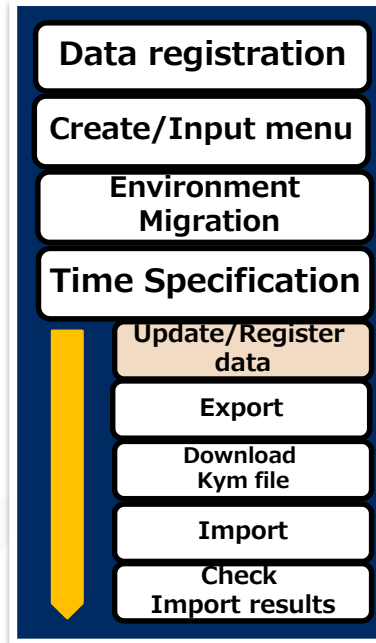 Data registration
Create/Input menu
Environment
Migration
Time Specification
Update/Register
data
Export
Download
Kym file
Import
Check
Import results